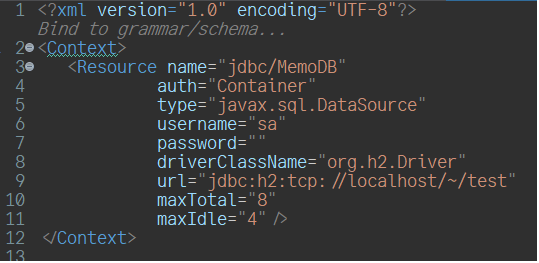 1 <?xml version="1.0" encoding="UTF-8"?>
Bind to grammar/schema...
2 <Context>
3 <Resource name="jdbc/MemoDB"
4 auth="Container"
5 type="javax.sql.DataSource"
6 username="sa"
7 password=""
8 driverClassName="org.h2.Driver"
9 url="jdbc:h2:tcp://localhost/~/test"
10 maxTotal="8"
11 maxIdle="4"/>
12 </Context>
13